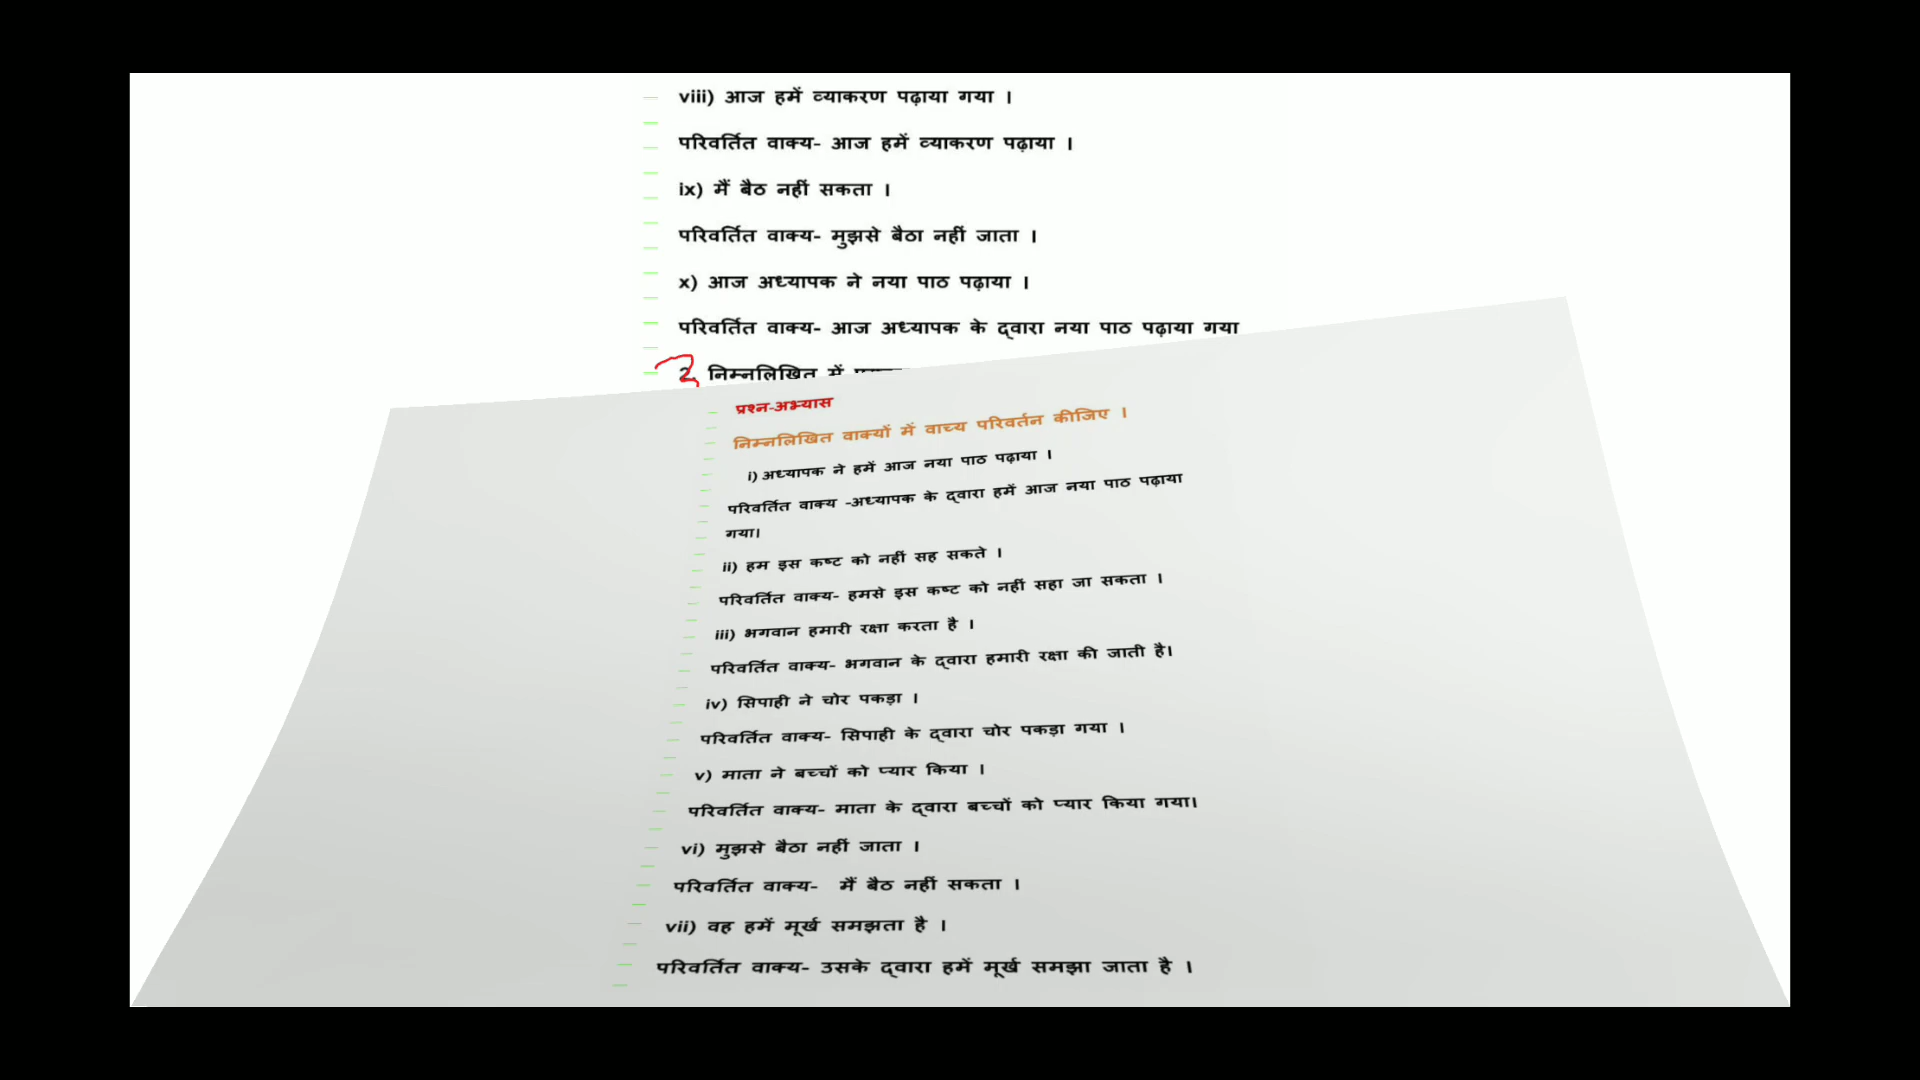 viii) आज हमें व्याकरण पढ़ाया गया ।
परिवर्तित वाक्य- आज हमें व्याकरण पढ़ाया ।
ix) मैं बैठ नहीं सकता ।
परिवर्तित वाक्य- मुझसे बैठा नहीं जाता ।
x) आज अध्यापक ने नया पाठ पढ़ाया ।
परिवर्तित वाक्य- आज अध्यापक के द्वारा नया पाठ पढ़ाया गया
2. निम्नलिखित में
प्रश्न-अभ्यास
निम्नलिखित वाक्यों में वाच्य परिवर्तन कीजिए ।
i) अध्यापक ने हमें आज नया पाठ पढ़ाया ।
परिवर्तित वाक्य -अध्यापक के द्वारा हमें आज नया पाठ पढ़ाया
गया।
ii) हम इस कष्ट को नहीं सह सकते ।
परिवर्तित वाक्य- हमसे इस कष्ट को नहीं सहा जा सकता ।
iii) भगवान हमारी रक्षा करता है ।
परिवर्तित वाक्य- भगवान के द्वारा हमारी रक्षा की जाती है।
iv) सिपाही ने चोर पकड़ा ।
परिवर्तित वाक्य- सिपाही के द्वारा चोर पकड़ा गया ।
v) माता ने बच्चों को प्यार किया ।
परिवर्तित वाक्य- माता के द्वारा बच्चों को प्यार किया गया।
vi) मुझसे बैठा नहीं जाता ।
परिवर्तित वाक्य- मैं बैठ नहीं सकता ।
vii) वह हमें मूर्ख समझता है ।
परिवर्तित वाक्य- उसके द्वारा हमें मूर्ख समझा जाता है ।